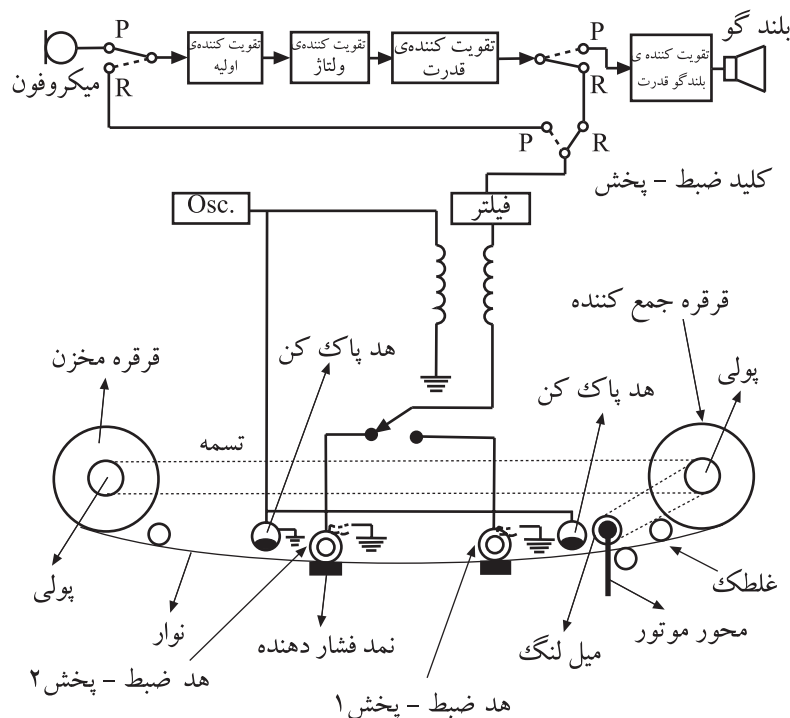 بلند گو
P
P
تقویت کننده‌ی
اولیه
تقویت کننده‌ی
ولتاژ
تقویت کننده‌ی
قدرت
تقویت کننده ی
بلندگو قدرت
میکروفون
R
R
P
R
کلید ضبط - پخش
Osc.
فیلتر
قرقره جمع کننده
هد پاک کن
قرقره مخزن
پولی
هد پاک کن
تسمه
پولی
نوار
نمد فشار دهنده
میل لنگ
محور موتور
غلطک
هد ضبط - پخش۲
هد ضبط - پخش۱